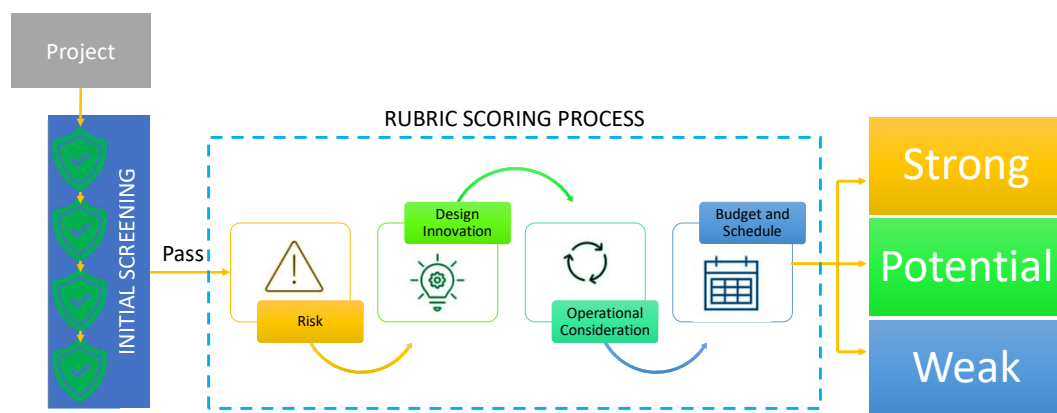 Project
INITIAL SCREENING
Pass
RUBRIC SCORING PROCESS
Risk
Design
Innovation
Operational
Consideration
Budget and
Schedule
Strong
Potential
Weak